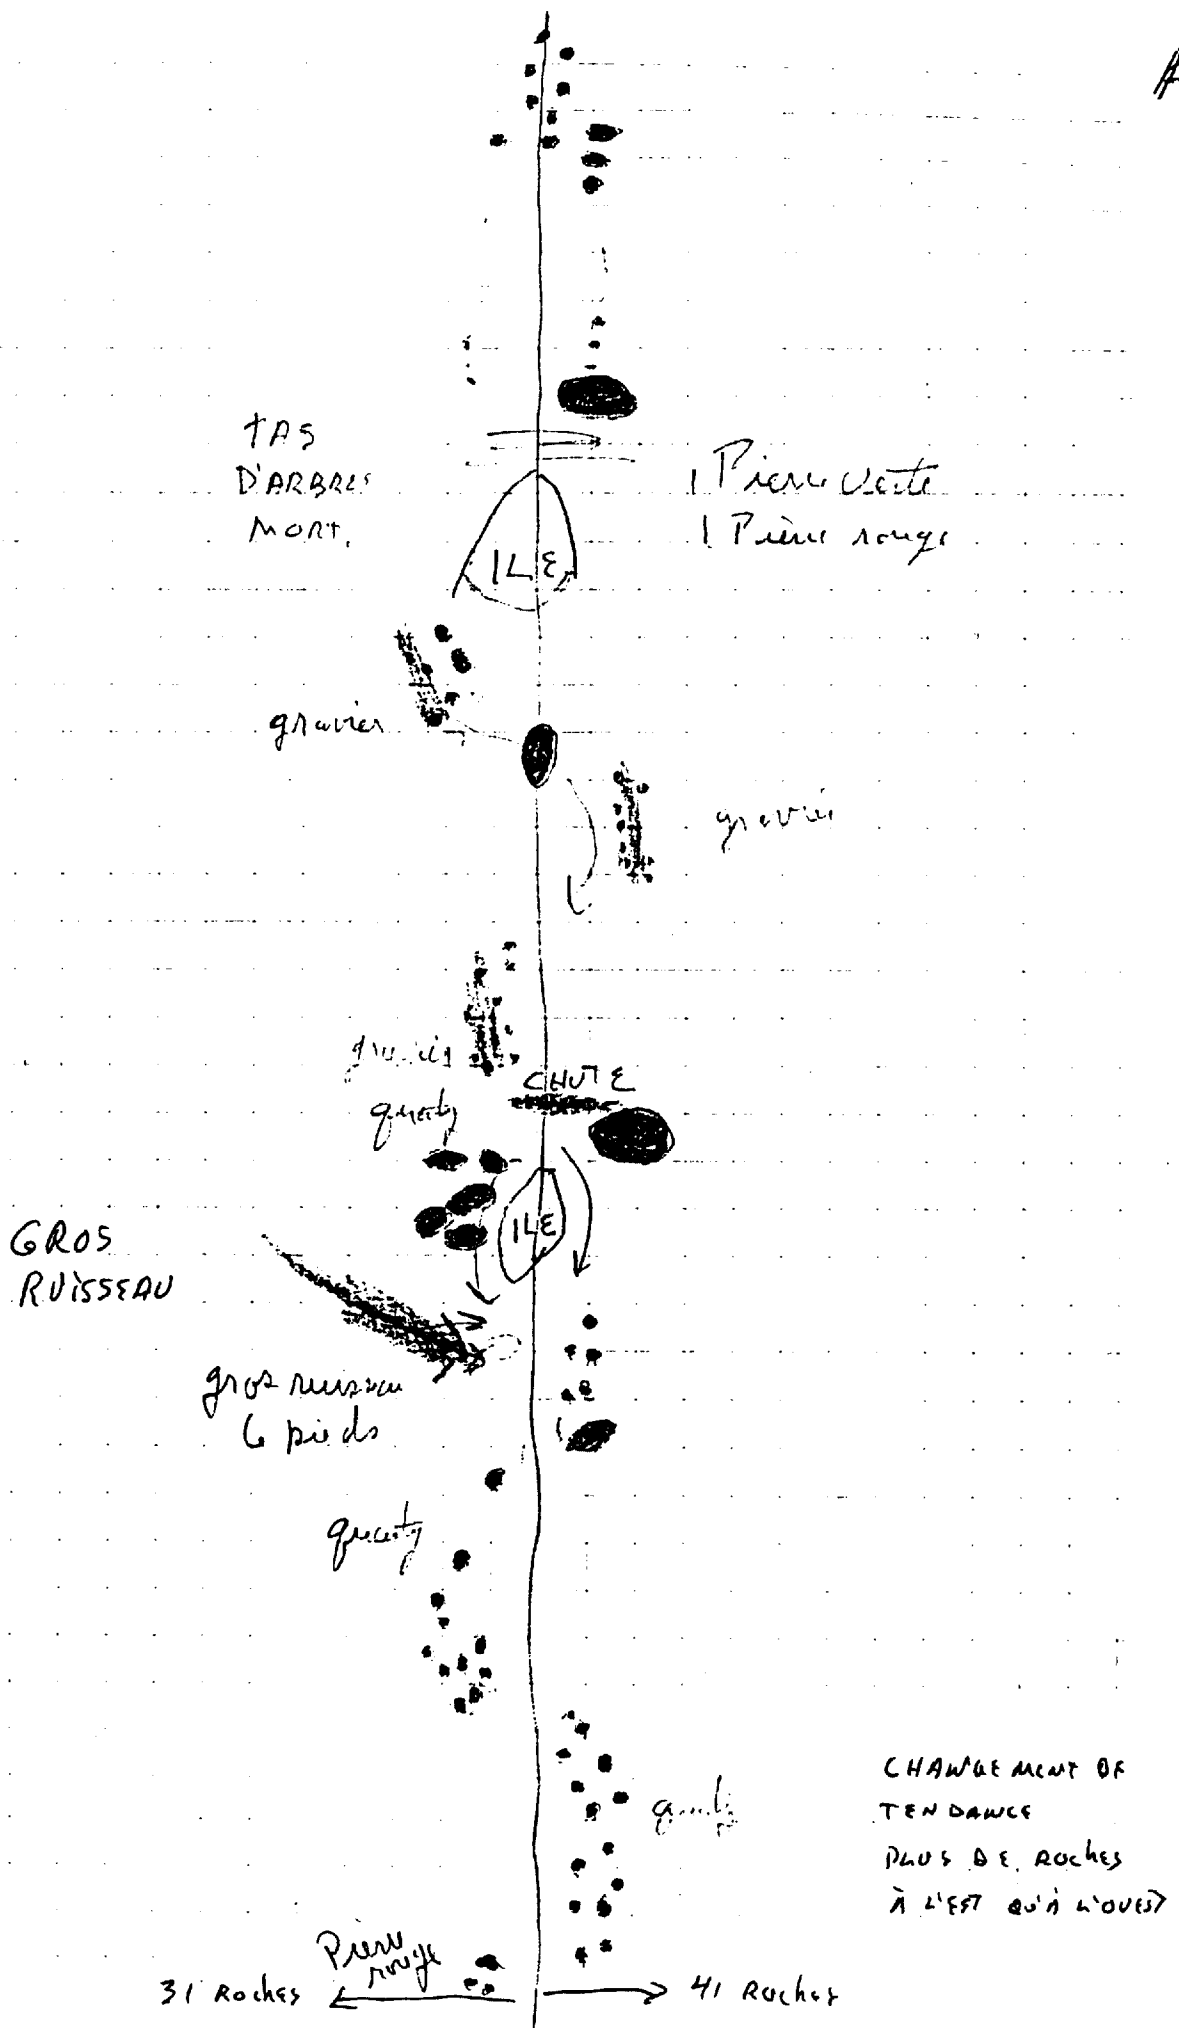 A
TAS
D'ARBRES
MORT.
1 Pierre verte
1 Pière rouge
ILE
gravier
gravier
gravier
CHUTE
quartz
ILE
GROS
RUISSEAU
gros ruisseau
6 pieds
quartz
quartz
CHANGEMENT DE
TENDANCE
PLUS DE ROCHES
À L'EST QU'À L'OUEST
Pierre
rouge
31 ROCHES
41 ROCHES